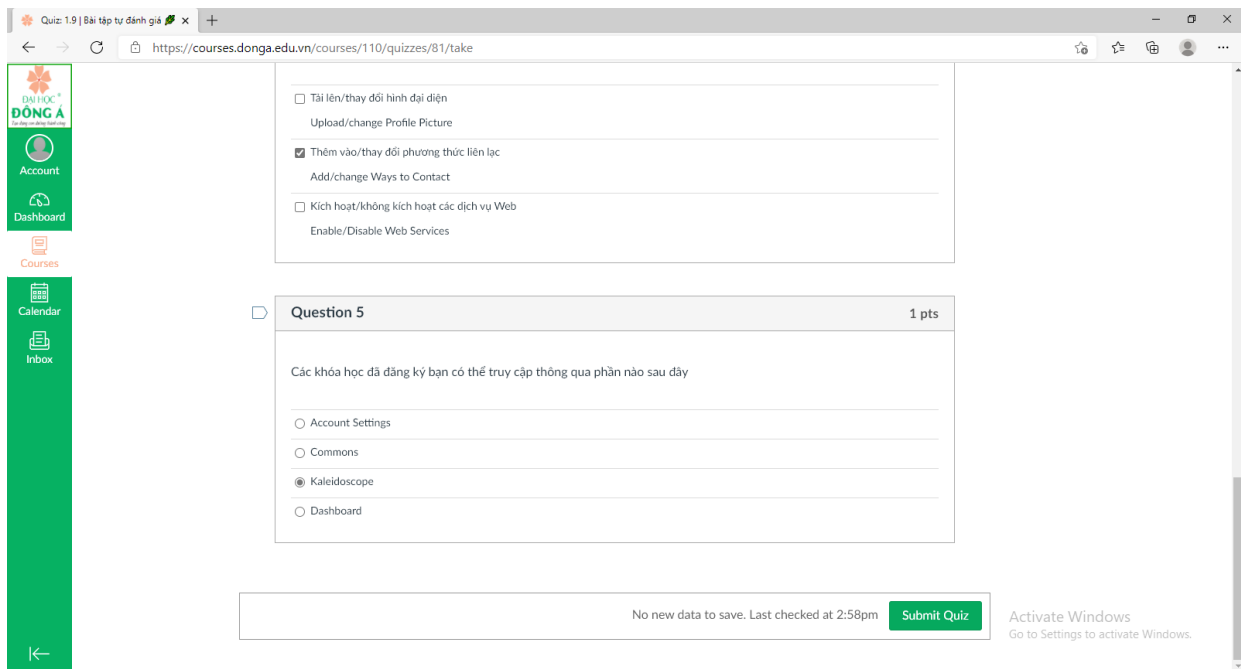 Quiz: 1.9 | Bài tập tự đánh giá
https://courses.donga.edu.vn/courses/110/quizzes/81/take
ĐẠI HỌC
ĐÔNG Á
Account
Dashboard
Courses
Calendar
Inbox
Tải lên/thay đổi hình đại diện
Upload/change Profile Picture
Thêm vào/thay đổi phương thức liên lạc
Add/change Ways to Contact
Kích hoạt/không kích hoạt các dịch vụ Web
Enable/Disable Web Services
Question 5
1 pts
Các khóa học đã đăng ký bạn có thể truy cập thông qua phần nào sau đây
Account Settings
Commons
Kaleidoscope
Dashboard
No new data to save. Last checked at 2:58pm
Submit Quiz
Activate Windows
Go to Settings to activate Windows.